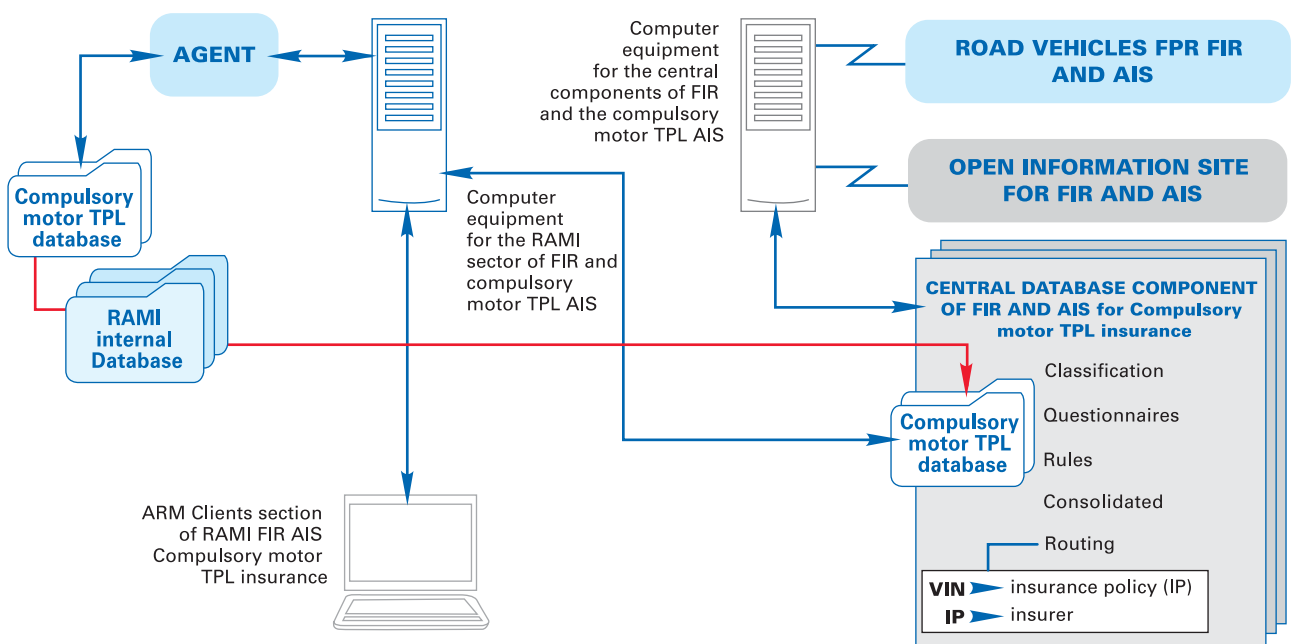 AGENT
Computer
equipment
for the central
components of FIR
and the compulsory
motor TPL AIS
ROAD VEHICLES FPR FIR
AND AIS
OPEN INFORMATION SITE
FOR FIR AND AIS
Compulsory
motor TPL
database
Computer
equipment
for the RAMI
sector of FIR and
compulsory
motor TPL AIS
RAMI
internal
Database
CENTRAL DATABASE COMPONENT
OF FIR AND AIS for Compulsory
motor TPL insurance
Classification
Questionnaires
Rules
Consolidated
Routing
Compulsory
motor TPL
database
VIN insurance policy (IP)
IP insurer
ARM Clients section
of RAMI FIR AIS
Compulsory motor
TPL insurance